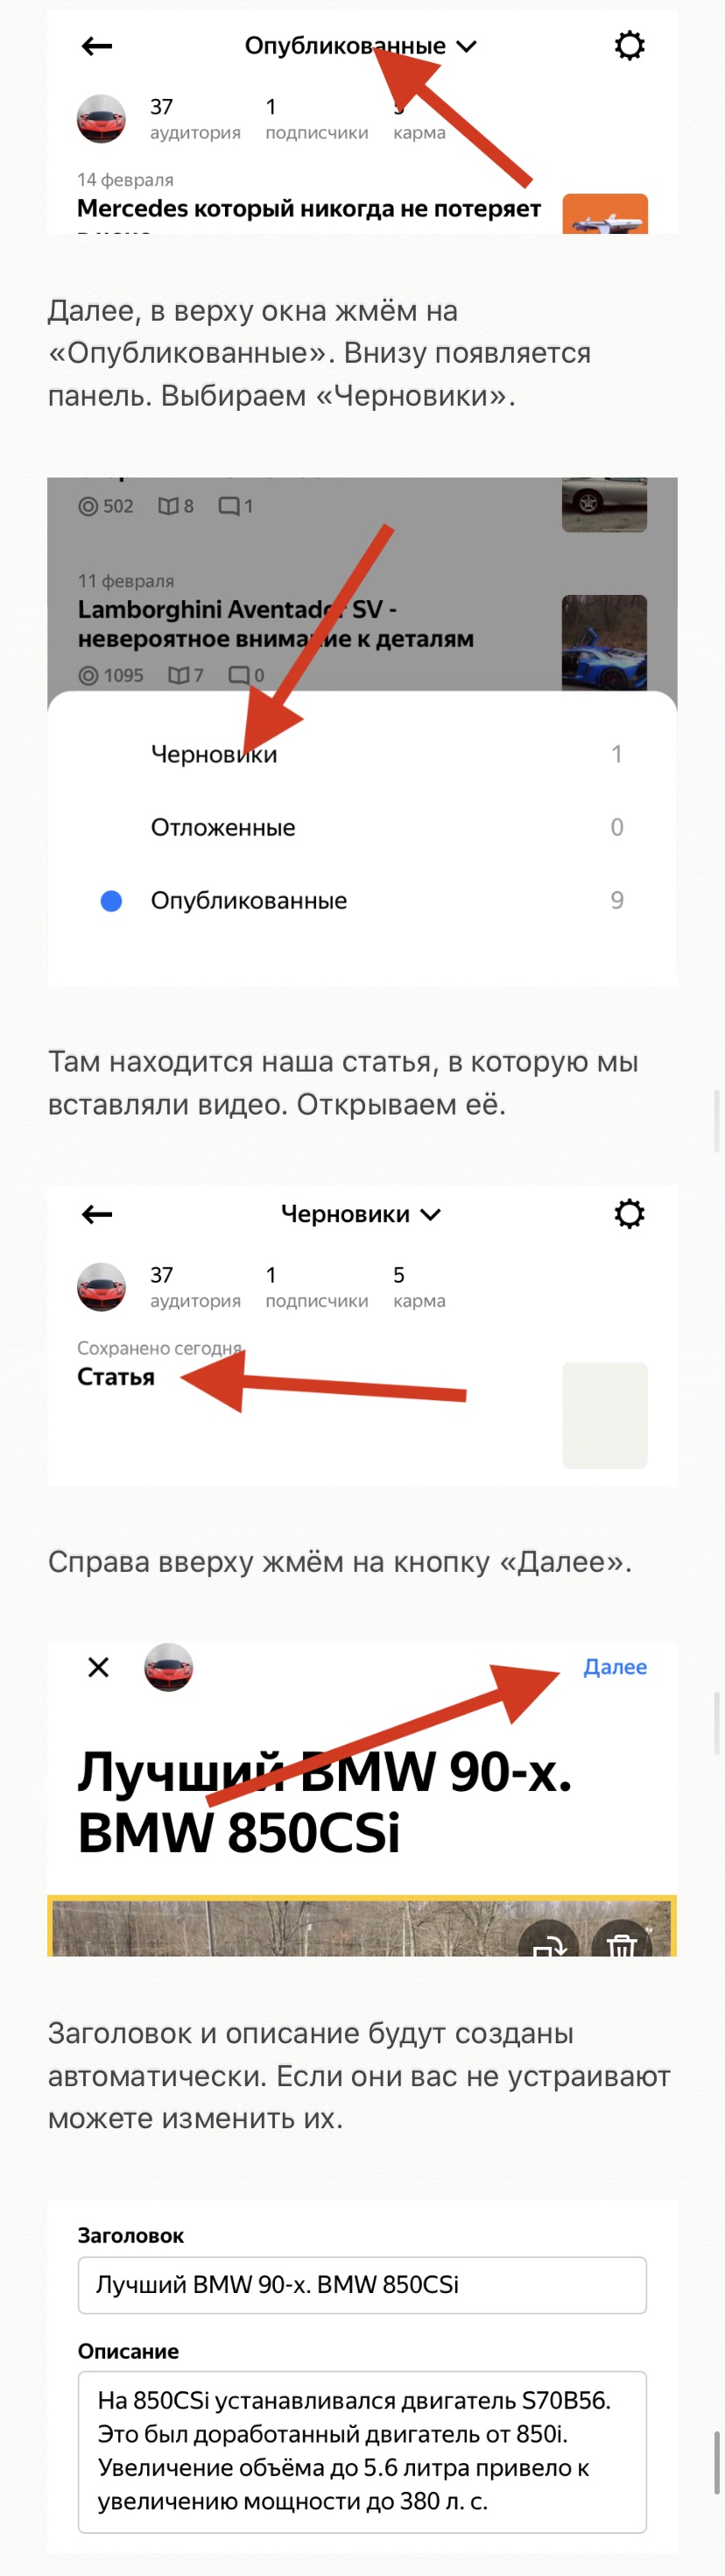 Опубликованные
37 1 5
аудитория подписчики карма
14 февраля
Mercedes который никогда не потеряет
Далее, в верху окна жмём на
«Опубликованные». Внизу появляется
панель. Выбираем «Черновики».
502 8 1
11 февраля
Lamborghini Aventador SV -
невероятное внимание к деталям
1095 7 0
Черновики 1
Отложенные 0
Опубликованные 9
Там находится наша статья, в которую мы
вставляли видео. Открываем её.
Черновики
37 1 5
аудитория подписчики карма
Сохранено сегодня
Статья
Справа вверху жмём на кнопку «Далее».
Далее
Лучший BMW 90-х.
BMW 850CSi
Заголовок и описание будут созданы
автоматически. Если они вас не устраивают
можете изменить их.
Заголовок
Лучший BMW 90-х. BMW 850CSi
Описание
На 850CSi устанавливался двигатель S70B56.
Это был доработанный двигатель от 850i.
Увеличение объёма до 5.6 литра привело к
увеличению мощности до 380 л. с.